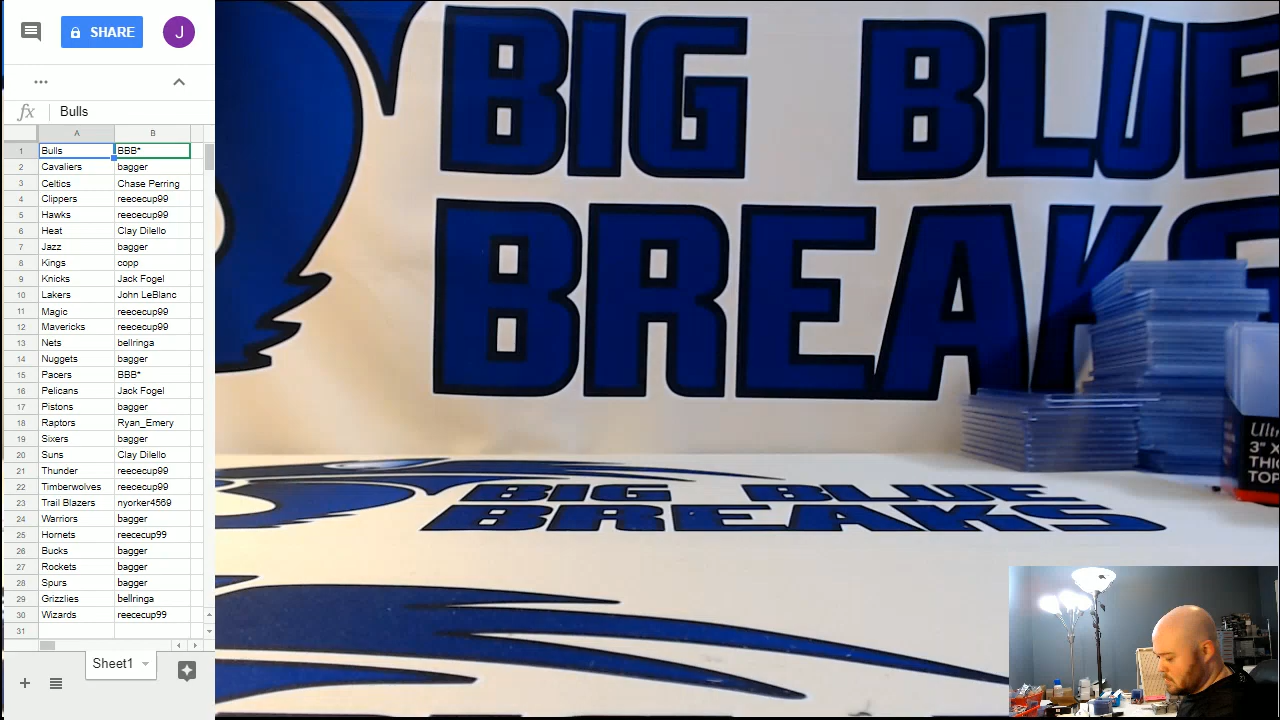 SHARE
J
...
fx Bulls
A B
1 Bulls BBB*
2 Cavaliers bagger
3 Celtics Chase Perring
4 Clippers reececup99
5 Hawks reececup99
6 Heat Clay Dilello
7 Jazz bagger
8 Kings copp
9 Knicks Jack Fogel
10 Lakers John LeBlanc
11 Magic reececup99
12 Mavericks reececup99
13 Nets bellringa
14 Nuggets bagger
15 Pacers BBB*
16 Pelicans Jack Fogel
17 Pistons bagger
18 Raptors Ryan_Emery
19 Sixers bagger
20 Suns Clay Dilello
21 Thunder reececup99
22 Timberwolves reececup99
23 Trail Blazers nyorker4569
24 Warriors bagger
25 Hornets reececup99
26 Bucks bagger
27 Rockets bagger
28 Spurs bagger
29 Grizzlies bellringa
30 Wizards reececup99
31
Sheet1
BIG BLUE
BREAKS
BIG BLUE
BREAKS
3" X
TOP